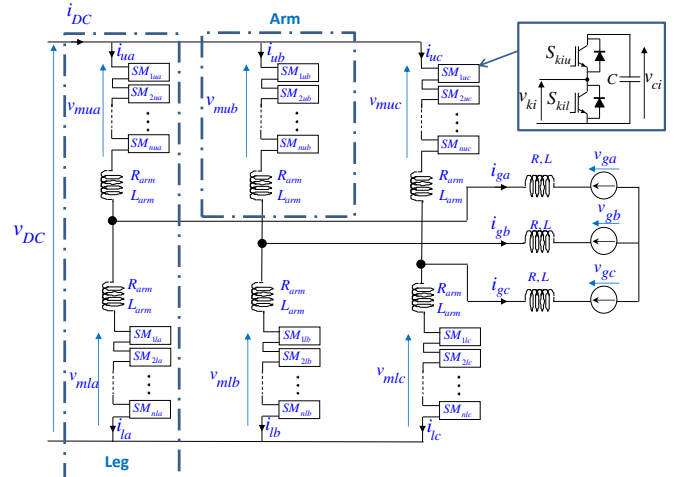 i_DC
Arm
i_ua
i_ub
i_uc
SM_1ua
SM_2ua
SM_nua
v_mua
SM_1ub
SM_2ub
SM_nub
v_mub
SM_1uc
SM_2uc
SM_nuc
v_muc
S_kiu
S_kil
C
v_ki
v_ci
R_arm
L_arm
R_arm
L_arm
R_arm
L_arm
v_DC
i_ga
R,L
v_ga
i_gb
R,L
v_gb
i_gc
R,L
v_gc
R_arm
L_arm
R_arm
L_arm
R_arm
L_arm
SM_1la
SM_2la
SM_nla
v_mla
SM_1lb
SM_2lb
SM_nlb
v_mlb
SM_1lc
SM_2lc
SM_nlc
v_mlc
i_la
i_lb
i_lc
Leg